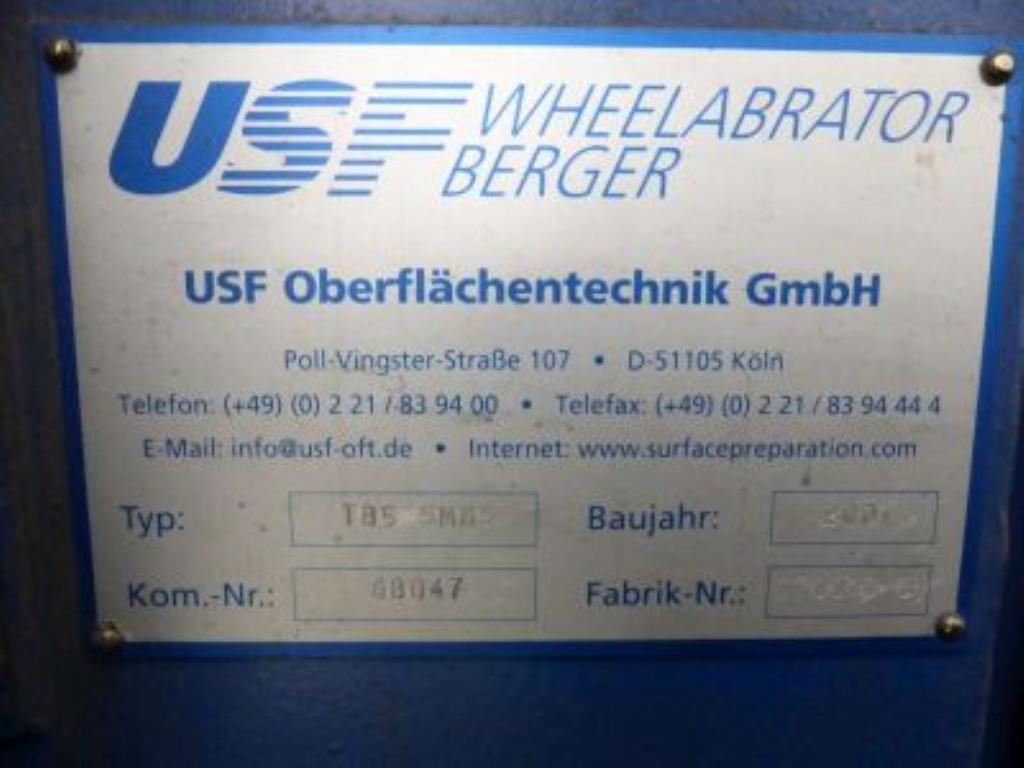 USF WHEELABRATOR
BERGER
USF Oberflächentechnik GmbH
Poll-Vingster-Straße 107 • D-51105 Köln
Telefon: (+49) (0) 2 21 / 83 94 00 • Telefax: (+49) (0) 2 21 / 83 94 44 4
E-Mail: info@usf-oft.de • Internet: www.surfacepreparation.com
Typ: Baujahr:
Kom.-Nr.: 68047 Fabrik-Nr.: